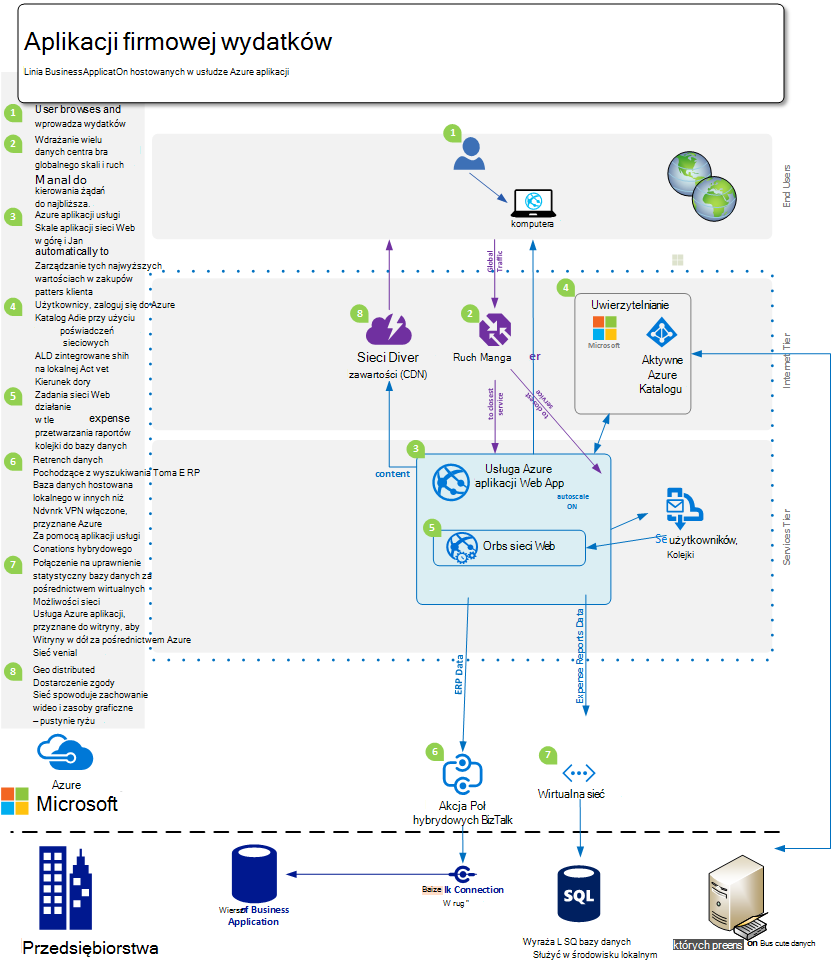 Aplikacji firmowej wydatków
Linia BusinessApplicatOn hostowanych w usłudze Azure aplikacji
1
User browses and
wprowadza wydatków
2
Wdrażanie wielu
danych centra bra
globalnego skali i ruch
Manal do
kierowania żądań
do najbliższa.
3
Azure aplikacji usługi
Skale aplikacji sieci Web
w górę i Jan
automatically to
Zarządzanie tych najwyższych
wartościach w zakupów
patters klienta
4
Użytkownicy, zaloguj się do Azure
Katalog Adie przy użyciu
poświadczeń
sieciowych
ALD zintegrowane shih
na lokalnej Act vet
Kierunek dory
5
Zadania sieci Web
działanie
w tle expense
przetwarzania raportów
kolejki do bazy danych
6
Retrench danych
Pochodzące z wyszukiwania Toma E RP
Baza danych hostowana
lokalnego w innych niż
Ndvnrk VPN włączone,
przyznane Azure
Za pomocą aplikacji usługi
Conations hybrydowego
7
Połączenie na uprawnienie
statystyczny bazy danych za
pośrednictwem wirtualnych
Możliwości sieci
Usługa Azure aplikacji,
przyznane do witryny, aby
Witryny w dół za pośrednictwem Azure
Sieć venial
8
Geo distributed
Dostarczenie zgody
Sieć spowoduje zachowanie
wideo i zasoby graficzne
– pustynie ryżu
1
komputera
End Users
Global
Traffic
8
Sieci Diver
zawartości (CDN)
2
Ruch Manga
er
4
Uwierzytelnianie
Microsoft
Aktywne
Azure
Katalogu
Internet Tier
to closest
service
to closest
service
content
3
Usługa Azure
aplikacji Web App
autoscale
ON
5
Orbs sieci Web
użytkowników,
Kolejki
Services Tier
ERP Data
Expense Reports Data
Azure
Microsoft
6
Akcja Poł
hybrydowych BizTalk
7
Wirtualna sieć
Przedsiębiorstwa
of Business
Application
Baize lk Connection
W rug "
SQL
Wyraża L SQ bazy danych
Służyć w środowisku lokalnym
których preens on Bus cute danych